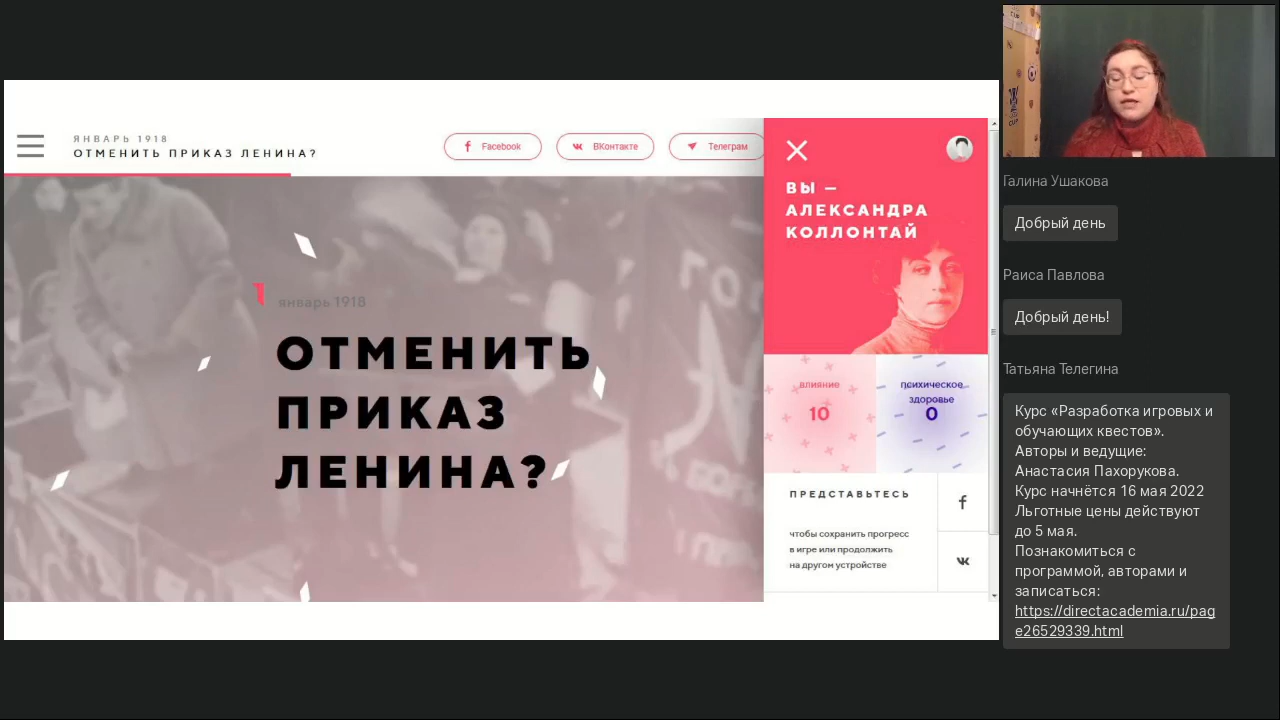 ЯНВАРЬ 1918
ОТМЕНИТЬ ПРИКАЗ ЛЕНИНА?
Facebook
ВКонтакте
Телеграм
1
январь 1918
ОТМЕНИТЬ
ПРИКАЗ
ЛЕНИНА?
ВЫ —
АЛЕКСАНДРА
КОЛЛОНТАЙ
влияние
10
психическое
здоровье
0
ПРЕДСТАВЬТЕСЬ
чтобы сохранить прогресс
в игре или продолжить
на другом устройстве
Галина Ушакова
Добрый день
Раиса Павлова
Добрый день!
Татьяна Телегина
Курс «Разработка игровых и
обучающих квестов».
Авторы и ведущие:
Анастасия Пахорукова.
Курс начнётся 16 мая 2022
Льготные цены действуют
до 5 мая.
Познакомиться с
программой, авторами и
записаться:
https://directacademia.ru/pag
e26529339.html